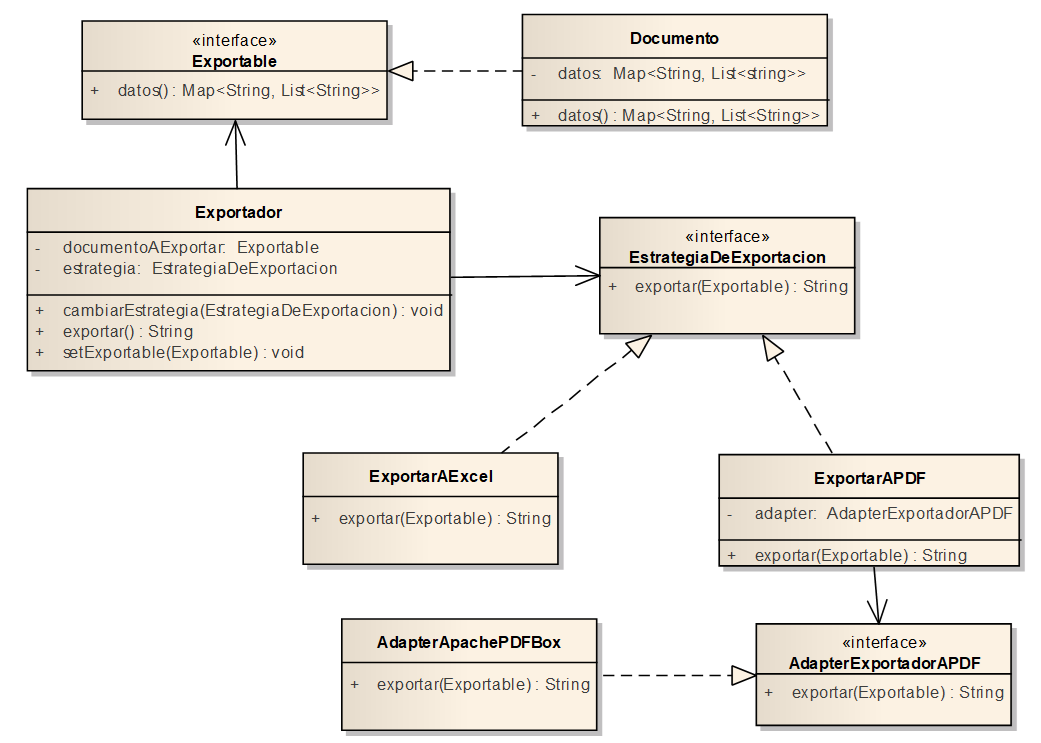 «interface»
Exportable
+ datos() : Map<String, List<String>>
Documento
- datos: Map<String, List<string>>
+ datos() : Map<String, List<String>>
Exportador
- documentoAExportar: Exportable
- estrategia: EstrategiaDeExportacion
+ cambiarEstrategia(EstrategiaDeExportacion) : void
+ exportar() : String
+ setExportable(Exportable) : void
«interface»
EstrategiaDeExportacion
+ exportar(Exportable) : String
ExportarAExcel
+ exportar(Exportable) : String
ExportarAPDF
- adapter: AdapterExportadorAPDF
+ exportar(Exportable) : String
AdapterApachePDFBox
+ exportar(Exportable) : String
«interface»
AdapterExportadorAPDF
+ exportar(Exportable) : String